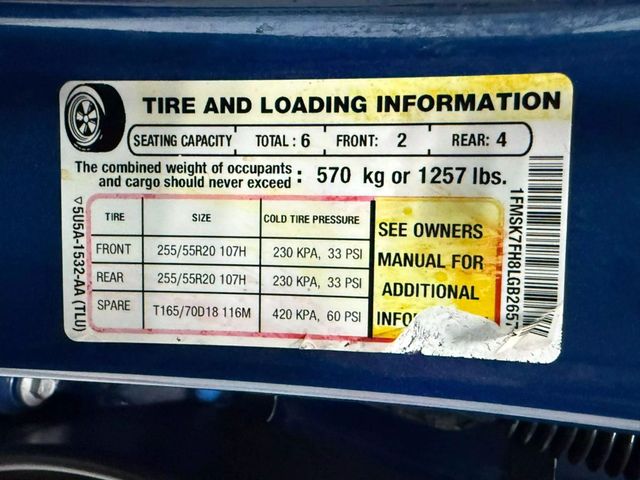 TIRE AND LOADING INFORMATION
SEATING CAPACITY TOTAL : 6 FRONT: 2 REAR: 4
The combined weight of occupants
and cargo should never exceed : 570 kg or 1257 lbs.
TIRE SIZE COLD TIRE PRESSURE
FRONT 255/55R20 107H 230 KPA, 33 PSI
REAR 255/55R20 107H 230 KPA, 33 PSI
SPARE T165/70D18 116M 420 KPA, 60 PSI
SEE OWNERS
MANUAL FOR
ADDITIONAL
5U5A-1532-AA (TLU)
1FMSK7FH8LGB2657